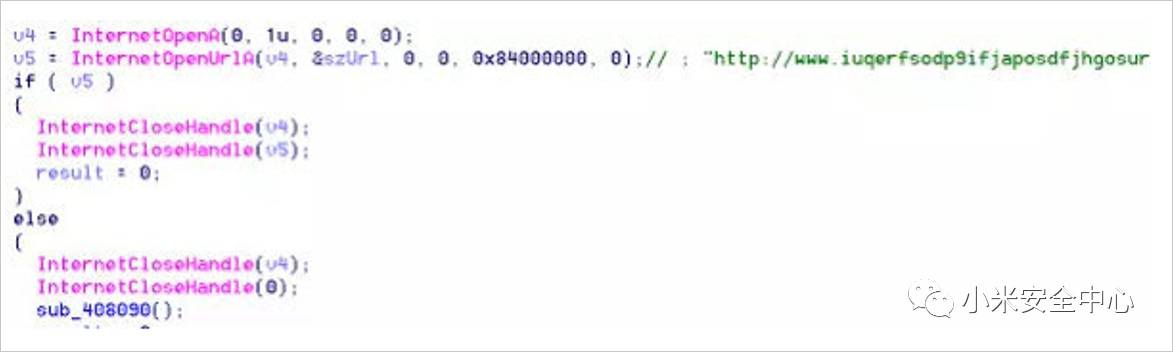 v4 = InternetOpenA(0, 1u, 0, 0, 0);
v5 = InternetOpenUrlA(v4, &szUrl, 0, 0, 0x84000000, 0);// ; "http://www.iuqerfsodp9ifjaposdfjhgosur
if ( v5 )
{
InternetCloseHandle(v4);
InternetCloseHandle(v5);
result = 0;
}
else
{
InternetCloseHandle(v4);
InternetCloseHandle(0);
sub_408090();
小米安全中心